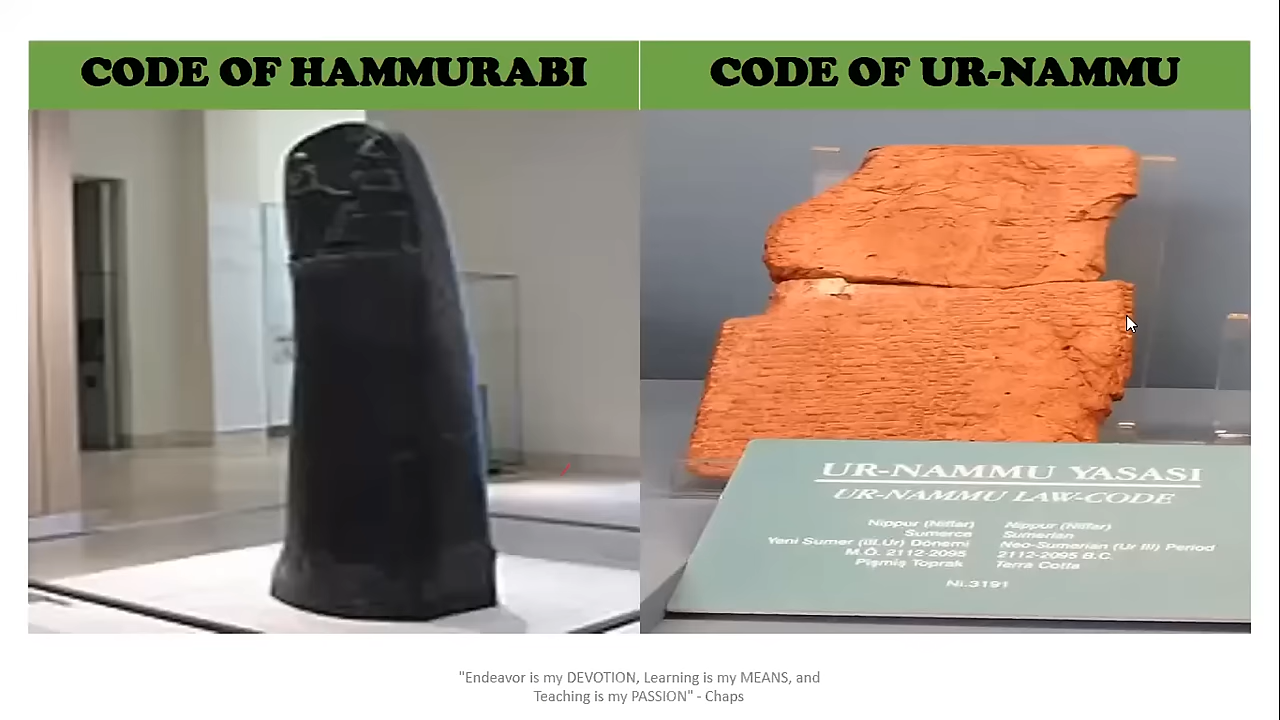 CODE OF HAMMURABI
CODE OF UR-NAMMU
UR-NAMMU YASASI
UR-NAMMU LAW-CODE
Nippur (Niffar)
Sumerce
Yeni Sumer (III.Ur) Dönemi
M.Ö. 2112-2095
Pişmiş Toprak
Nippur (Niffar)
Sumerian
Neo-Sumerian (Ur III) Period
2112-2095 B.C.
Terra Cotta
Ni.3191
"Endeavor is my DEVOTION, Learning is my MEANS, and
Teaching is my PASSION" - Chaps